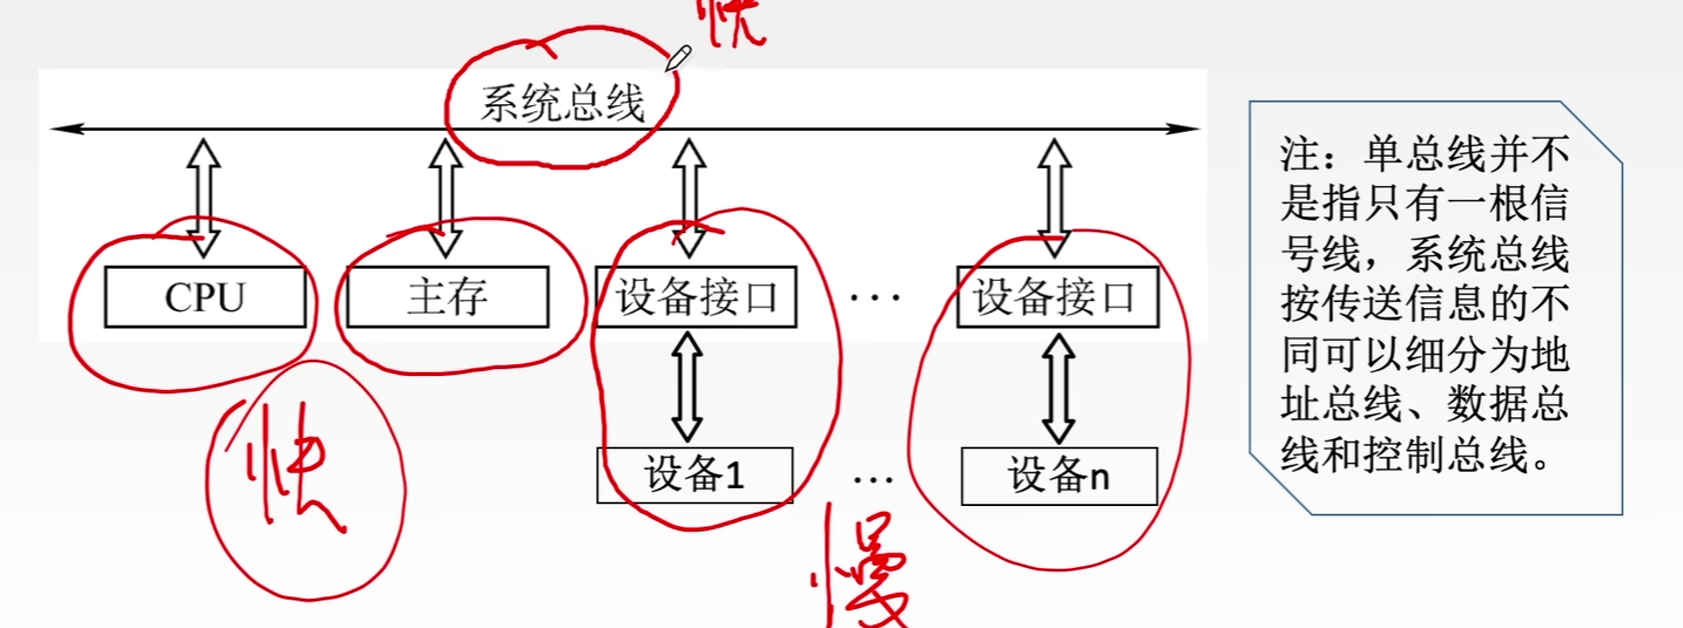 快
系统总线
CPU
主存
设备接口
...
设备接口
设备1
...
设备n
快
慢
注：单总线并不
是指只有一根信
号线，系统总线
按传送信息的不
同可以细分为地
址总线、数据总
线和控制总线。